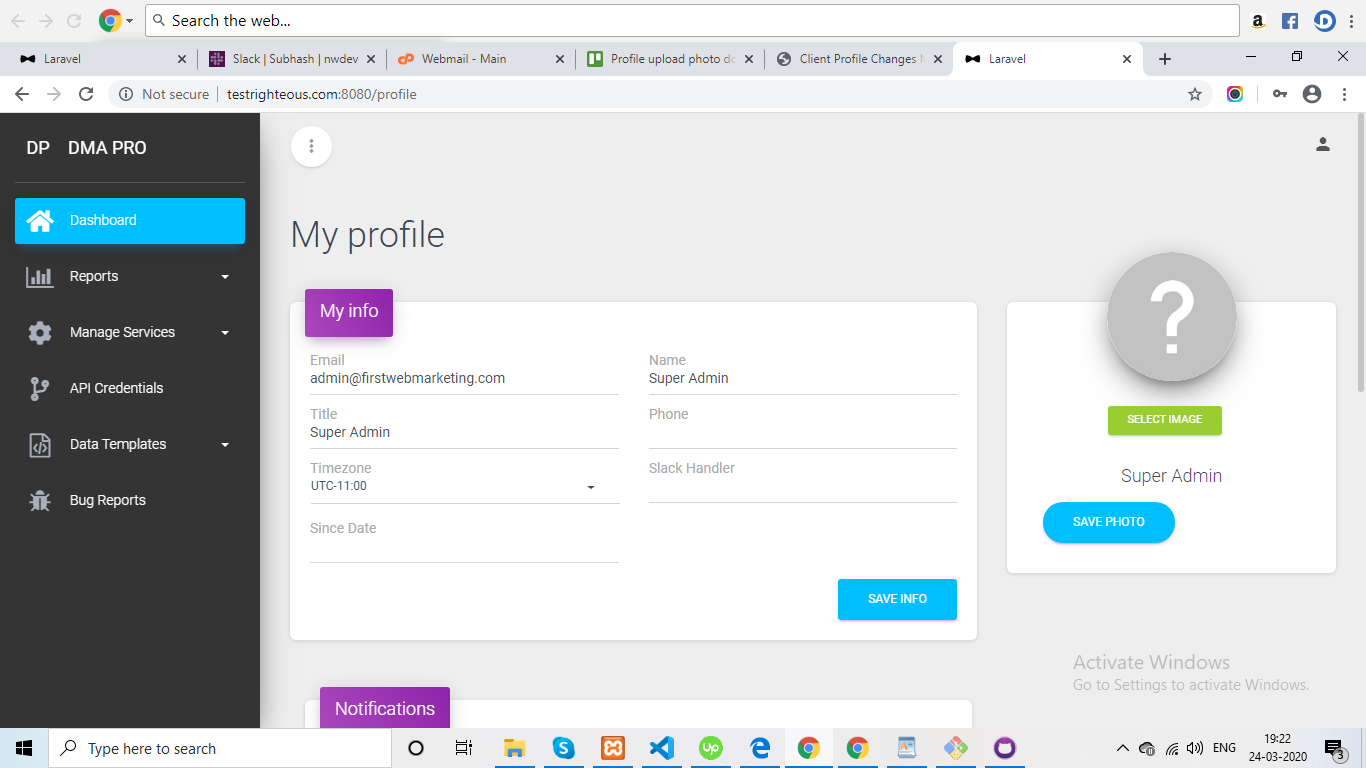 Search the web...
Laravel
Slack | Subhash | nwdev
Webmail - Main
Profile upload photo do
Client Profile Changes M
Laravel
Not secure
testrighteous.com:8080/profile
DP DMA PRO
Dashboard
Reports
Manage Services
API Credentials
Data Templates
Bug Reports
My profile
My info
Email
admin@firstwebmarketing.com
Name
Super Admin
Title
Super Admin
Phone
Timezone
UTC-11:00
Slack Handler
Since Date
SAVE INFO
?
SELECT IMAGE
Super Admin
SAVE PHOTO
Notifications
Activate Windows
Go to Settings to activate Windows.
Type here to search
Up
ENG
19:22
24-03-2020
3